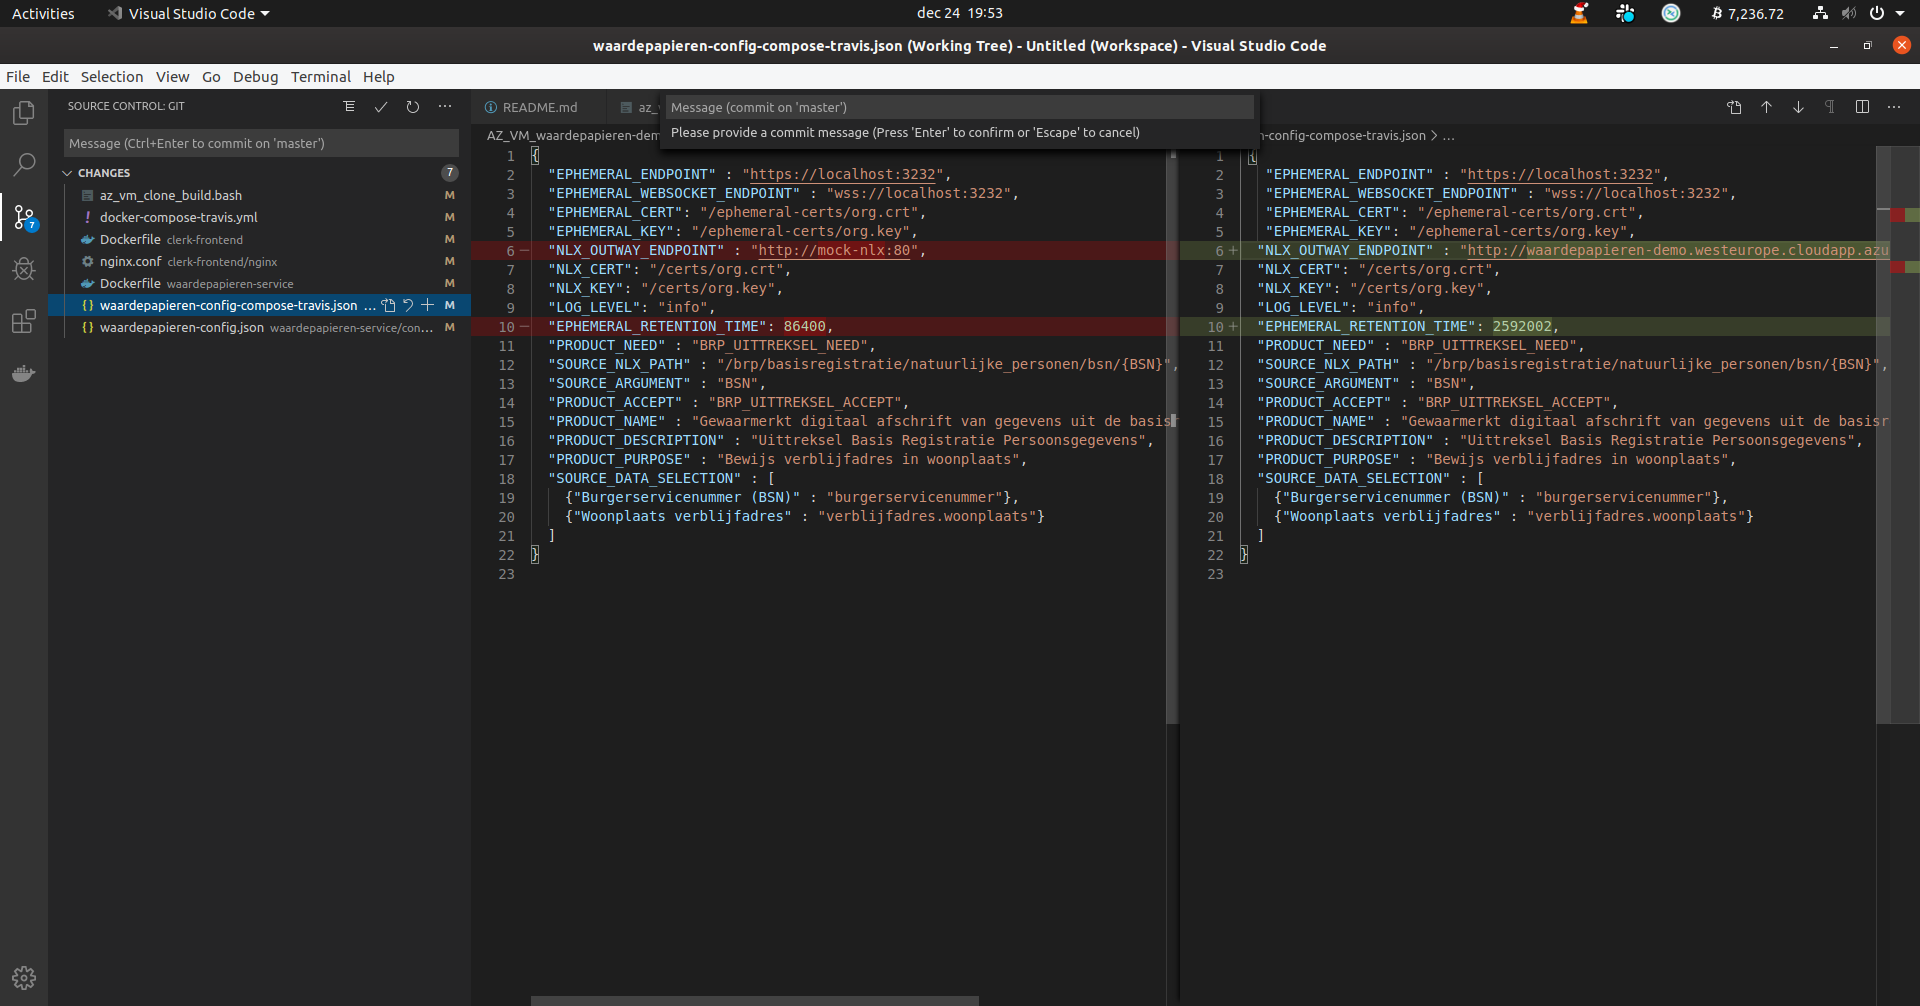 Activities
Visual Studio Code
dec 24 19:53
₿ 7,236.72
waardepapieren-config-compose-travis.json (Working Tree) - Untitled (Workspace) - Visual Studio Code
File Edit Selection View Go Debug Terminal Help
SOURCE CONTROL: GIT
Message (Ctrl+Enter to commit on 'master')
CHANGES 7
az_vm_clone_build.bash M
docker-compose-travis.yml M
Dockerfile clerk-frontend M
nginx.conf clerk-frontend/nginx M
Dockerfile waardepapieren-service M
waardepapieren-config-compose-travis.json ... M
waardepapieren-config.json waardepapieren-service/con... M
7
README.md
az_
Message (commit on 'master')
Please provide a commit message (Press 'Enter' to confirm or 'Escape' to cancel)
AZ_VM_waardepapieren-dem
-config-compose-travis.json > ...
1 {
2 "EPHEMERAL_ENDPOINT" : "https://localhost:3232",
3 "EPHEMERAL_WEBSOCKET_ENDPOINT" : "wss://localhost:3232",
4 "EPHEMERAL_CERT": "/ephemeral-certs/org.crt",
5 "EPHEMERAL_KEY": "/ephemeral-certs/org.key",
6 - "NLX_OUTWAY_ENDPOINT" : "http://mock-nlx:80",
7 "NLX_CERT": "/certs/org.crt",
8 "NLX_KEY": "/certs/org.key",
9 "LOG_LEVEL": "info",
10 - "EPHEMERAL_RETENTION_TIME": 86400,
11 "PRODUCT_NEED" : "BRP_UITTREKSEL_NEED",
12 "SOURCE_NLX_PATH" : "/brp/basisregistratie/natuurlijke_personen/bsn/{BSN}",
13 "SOURCE_ARGUMENT" : "BSN",
14 "PRODUCT_ACCEPT" : "BRP_UITTREKSEL_ACCEPT",
15 "PRODUCT_NAME" : "Gewaarmerkt digitaal afschrift van gegevens uit de basisr
16 "PRODUCT_DESCRIPTION" : "Uittreksel Basis Registratie Persoonsgegevens",
17 "PRODUCT_PURPOSE" : "Bewijs verblijfadres in woonplaats",
18 "SOURCE_DATA_SELECTION" : [
19 {"Burgerservicenummer (BSN)" : "burgerservicenummer"},
20 {"Woonplaats verblijfadres" : "verblijfadres.woonplaats"}
21 ]
22 }
23
1 {
2 "EPHEMERAL_ENDPOINT" : "https://localhost:3232",
3 "EPHEMERAL_WEBSOCKET_ENDPOINT" : "wss://localhost:3232",
4 "EPHEMERAL_CERT": "/ephemeral-certs/org.crt",
5 "EPHEMERAL_KEY": "/ephemeral-certs/org.key",
6 + "NLX_OUTWAY_ENDPOINT" : "http://waardepapieren-demo.westeurope.cloudapp.azu
7 "NLX_CERT": "/certs/org.crt",
8 "NLX_KEY": "/certs/org.key",
9 "LOG_LEVEL": "info",
10 + "EPHEMERAL_RETENTION_TIME": 2592002,
11 "PRODUCT_NEED" : "BRP_UITTREKSEL_NEED",
12 "SOURCE_NLX_PATH" : "/brp/basisregistratie/natuurlijke_personen/bsn/{BSN}",
13 "SOURCE_ARGUMENT" : "BSN",
14 "PRODUCT_ACCEPT" : "BRP_UITTREKSEL_ACCEPT",
15 "PRODUCT_NAME" : "Gewaarmerkt digitaal afschrift van gegevens uit de basisr
16 "PRODUCT_DESCRIPTION" : "Uittreksel Basis Registratie Persoonsgegevens",
17 "PRODUCT_PURPOSE" : "Bewijs verblijfadres in woonplaats",
18 "SOURCE_DATA_SELECTION" : [
19 {"Burgerservicenummer (BSN)" : "burgerservicenummer"},
20 {"Woonplaats verblijfadres" : "verblijfadres.woonplaats"}
21 ]
22 }
23